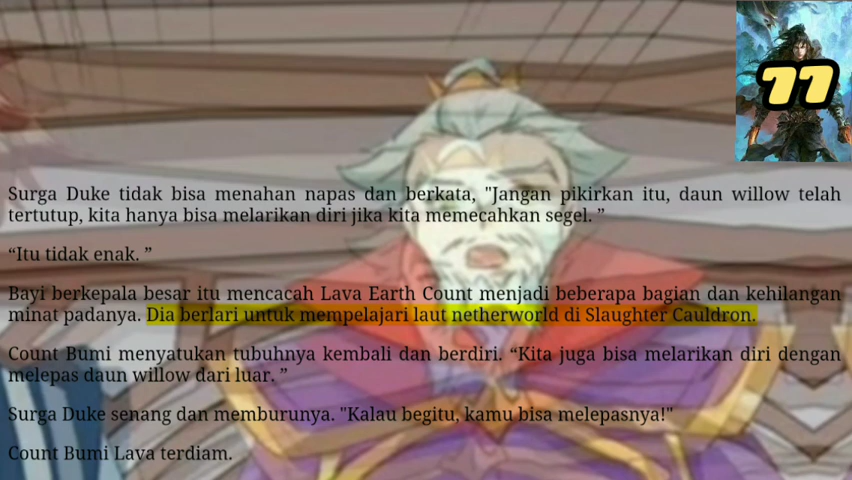 77
Surga Duke tidak bisa menahan napas dan berkata, "Jangan pikirkan itu, daun willow telah
tertutup, kita hanya bisa melarikan diri jika kita memecahkan segel. ”
“Itu tidak enak. ”
Bayi berkepala besar itu mencacah Lava Earth Count menjadi beberapa bagian dan kehilangan
minat padanya. Dia berlari untuk mempelajari laut netherworld di Slaughter Cauldron.
Count Bumi menyatukan tubuhnya kembali dan berdiri. “Kita juga bisa melarikan diri dengan
melepas daun willow dari luar. ”
Surga Duke senang dan memburunya. "Kalau begitu, kamu bisa melepasnya!"
Count Bumi Lava terdiam.